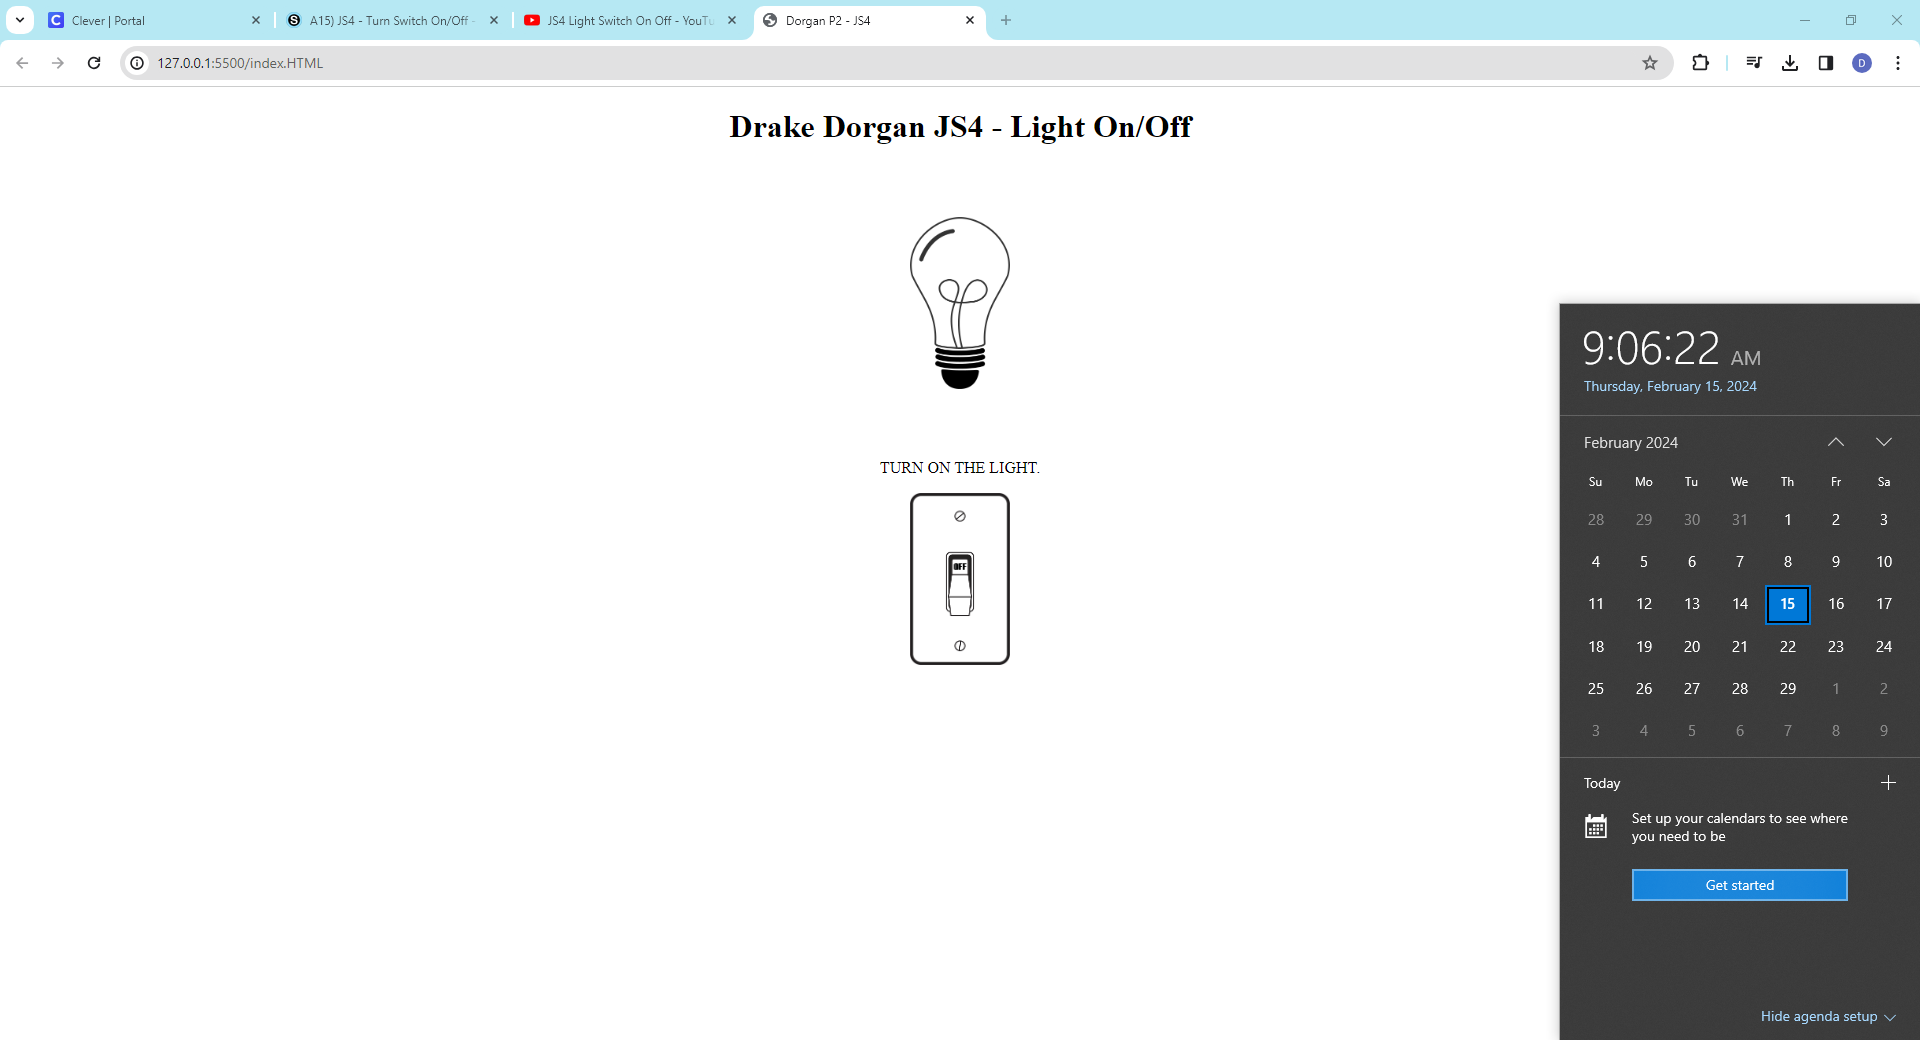 Clever | Portal
A15) JS4 - Turn Switch On/Off -
JS4 Light Switch On Off - YouTu
Dorgan P2 - JS4
127.0.0.1:5500/index.HTML
D
Drake Dorgan JS4 - Light On/Off
TURN ON THE LIGHT.
OFF
9:06:22 AM
Thursday, February 15, 2024
February 2024
Su Mo Tu We Th Fr Sa
28 29 30 31 1 2 3
4 5 6 7 8 9 10
11 12 13 14 15 16 17
18 19 20 21 22 23 24
25 26 27 28 29 1 2
3 4 5 6 7 8 9
Today
Set up your calendars to see where
you need to be
Get started
Hide agenda setup